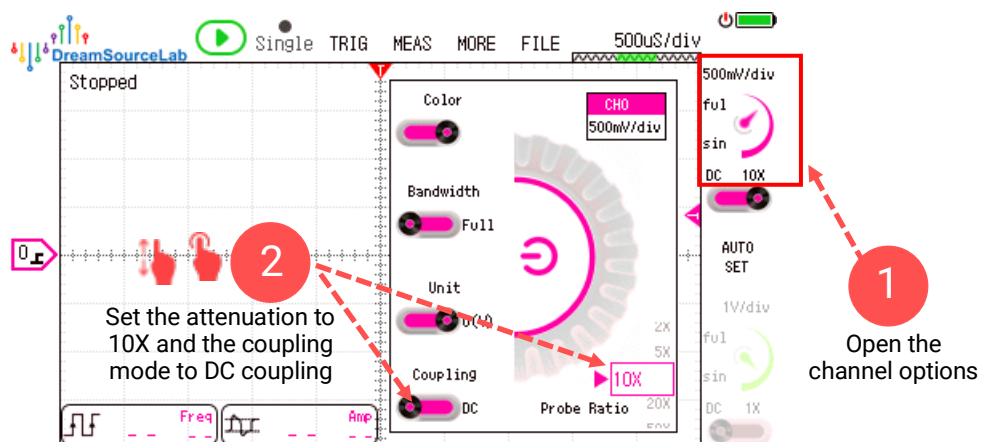 DreamSourceLab
Single TRIG MEAS MORE FILE 500uS/div
Stopped
T
Color
CH0
500mV/div
Bandwidth
Full
Unit
Coupling
DC
2X
5X
10X
20X
Probe Ratio
500mV/div
ful
sin
DC 10X
AUTO
SET
1V/div
ful
sin
DC 1X
0
Freq
-- --
Amp
-- --
2
Set the attenuation to
10X and the coupling
mode to DC coupling
1
Open the
channel options